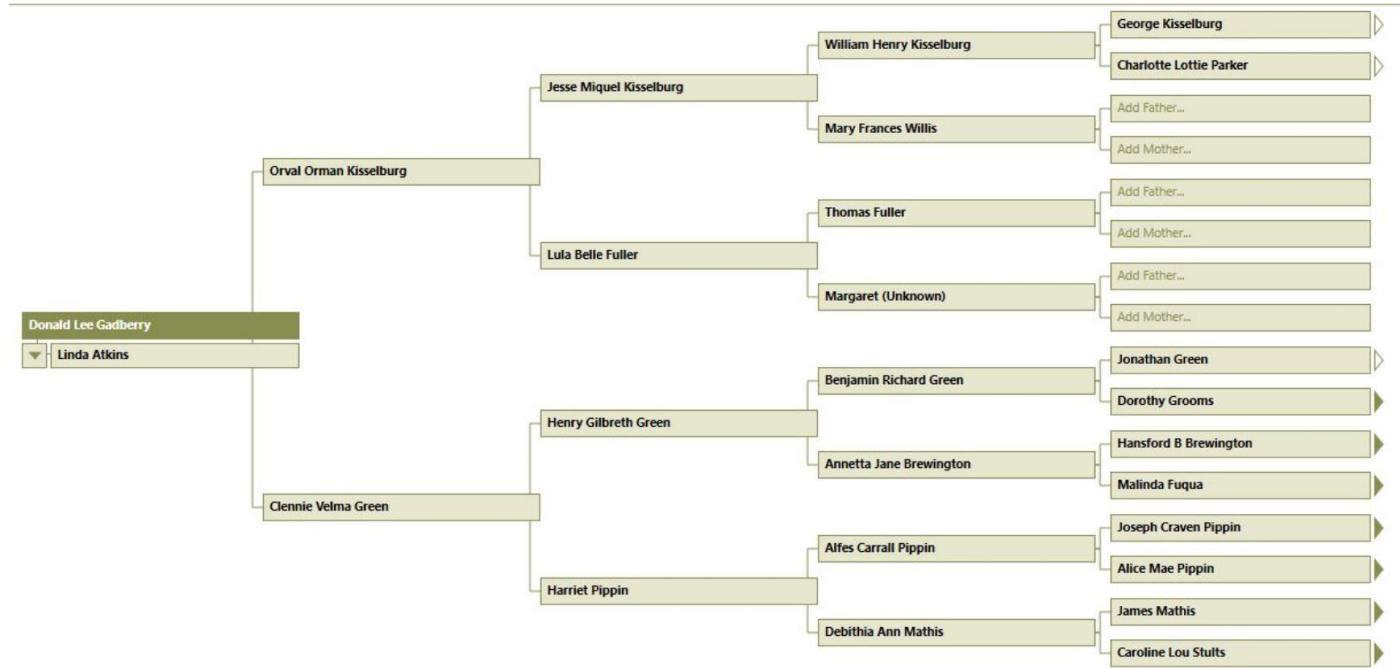 Donald Lee Gadberry
Linda Atkins
Orval Orman Kisselburg
Clennie Velma Green
Jesse Miquel Kisselburg
Lula Belle Fuller
Henry Gilbreth Green
Harriet Pippin
William Henry Kisselburg
Mary Frances Willis
Thomas Fuller
Margaret (Unknown)
Benjamin Richard Green
Annetta Jane Brewington
Alfes Carrall Pippin
Debithia Ann Mathis
George Kisselburg
Charlotte Lottie Parker
Add Father...
Add Mother...
Add Father...
Add Mother...
Add Father...
Add Mother...
Jonathan Green
Dorothy Grooms
Hansford B Brewington
Malinda Fuqua
Joseph Craven Pippin
Alice Mae Pippin
James Mathis
Caroline Lou Stults